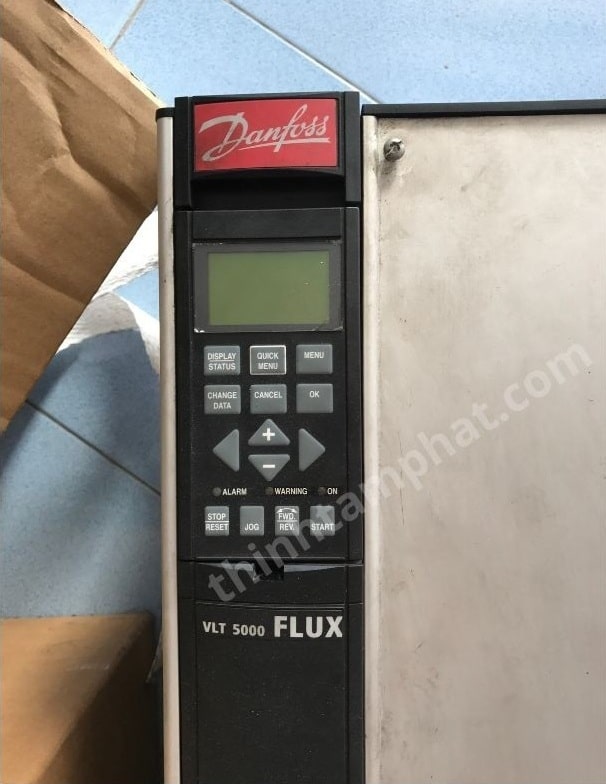 Danfoss
DISPLAY STATUS
QUICK MENU
MENU
CHANGE DATA
CANCEL
OK
+
−
ALARM
WARNING
ON
STOP RESET
JOG
FWD. REV.
START
VLT 5000 FLUX
thinhtamphat.com